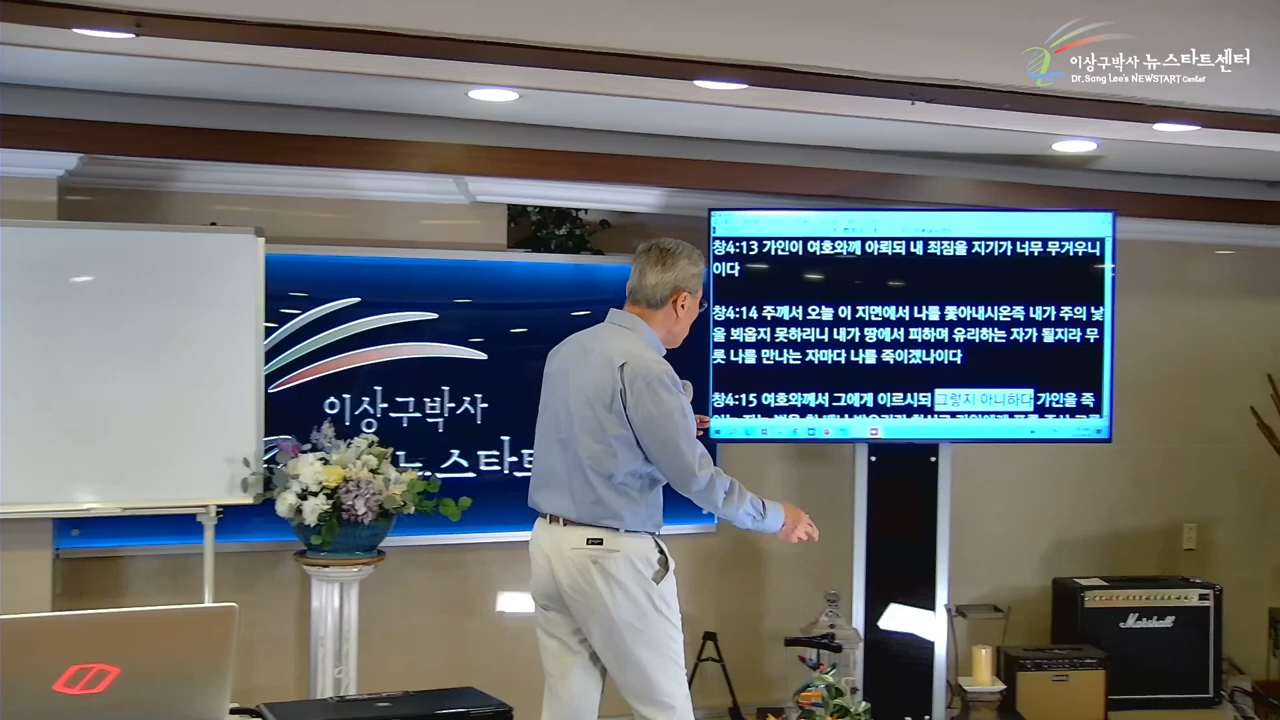 이상구박사 뉴스타트센터
Dr. Sang Lee's NEWSTART Center
창4:13 가인이 여호와께 아뢰되 내 죄짐을 지기가 너무 무거우니
이다
창4:14 주께서 오늘 이 지면에서 나를 쫓아내시온즉 내가 주의 낯
을 뵈옵지 못하리니 내가 땅에서 피하며 유리하는 자가 될지라 무
릇 나를 만나는 자마다 나를 죽이겠나이다
창4:15 여호와께서 그에게 이르시되 그렇지 아니하다 가인을 죽
이상구박사
뉴스타트
Marshall